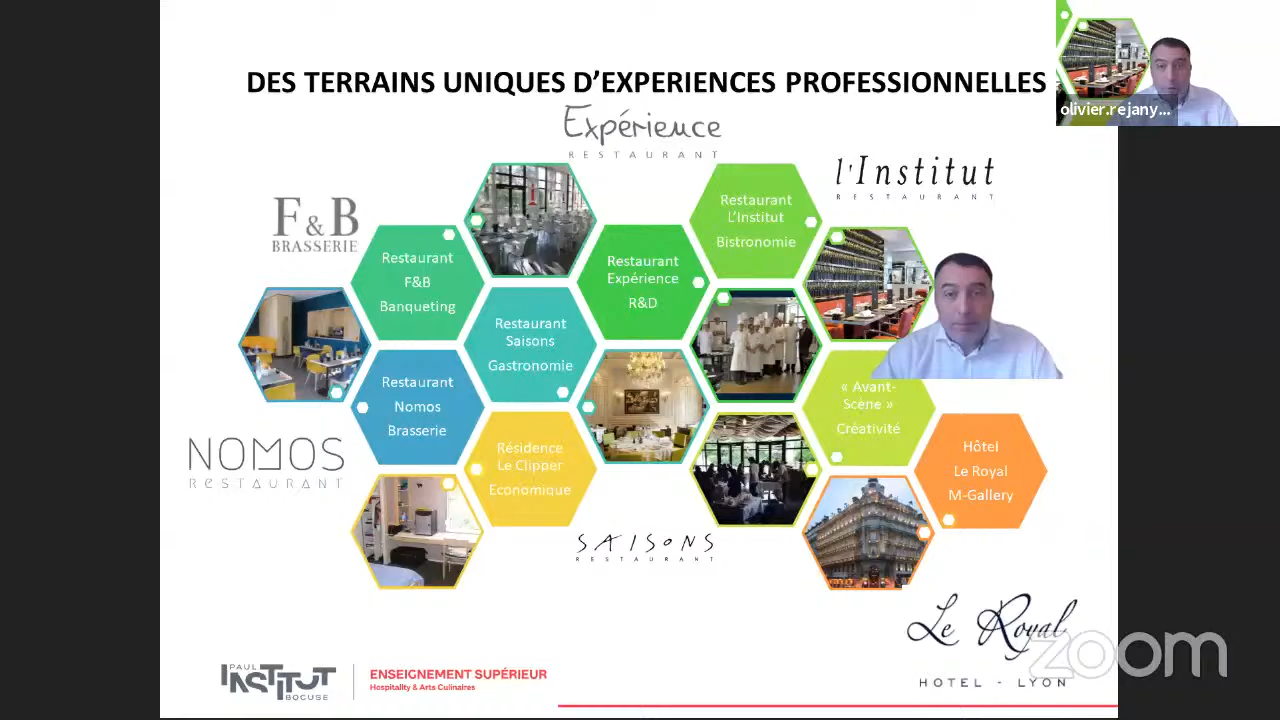 DES TERRAINS UNIQUES D'EXPERIENCES PROFESSIONNELLES
olivier.rejany...
Expérience
RESTAURANT
l'Institut
RESTAURANT
F&B
BRASSERIE
Restaurant
L'Institut
Bistronomie
Restaurant
F&B
Banqueting
Restaurant
Expérience
R&D
Restaurant
Saisons
Gastronomie
Restaurant
Nomos
Brasserie
« Avant-
Scène »
Créativité
NOMOS
RESTAURANT
Résidence
Le Clipper
Economique
Hôtel
Le Royal
M-Gallery
SAISONS
RESTAURANT
Le Royal
HOTEL - LYON
zoom
PAUL
INSTITUT
BOCUSE
ENSEIGNEMENT SUPÉRIEUR
Hospitality & Arts Culinaires